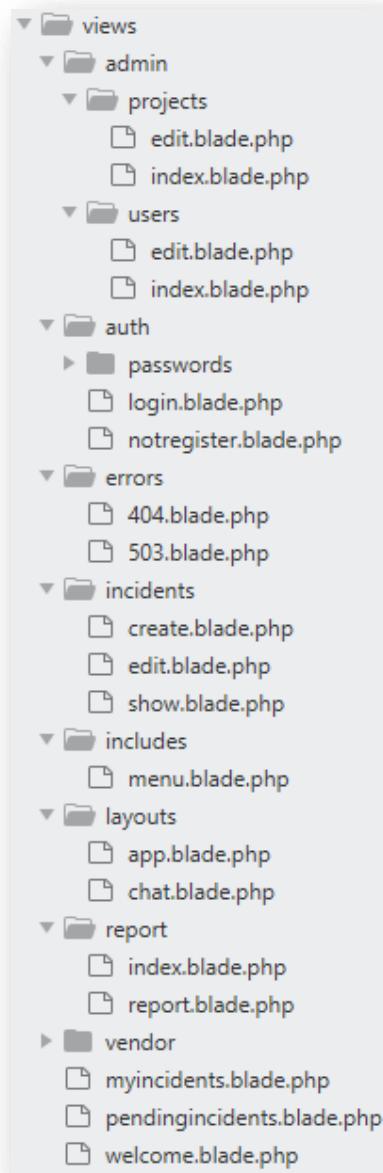 views
admin
projects
edit.blade.php
index.blade.php
users
edit.blade.php
index.blade.php
auth
passwords
login.blade.php
notregister.blade.php
errors
404.blade.php
503.blade.php
incidents
create.blade.php
edit.blade.php
show.blade.php
includes
menu.blade.php
layouts
app.blade.php
chat.blade.php
report
index.blade.php
report.blade.php
vendor
myincidents.blade.php
pendingincidents.blade.php
welcome.blade.php